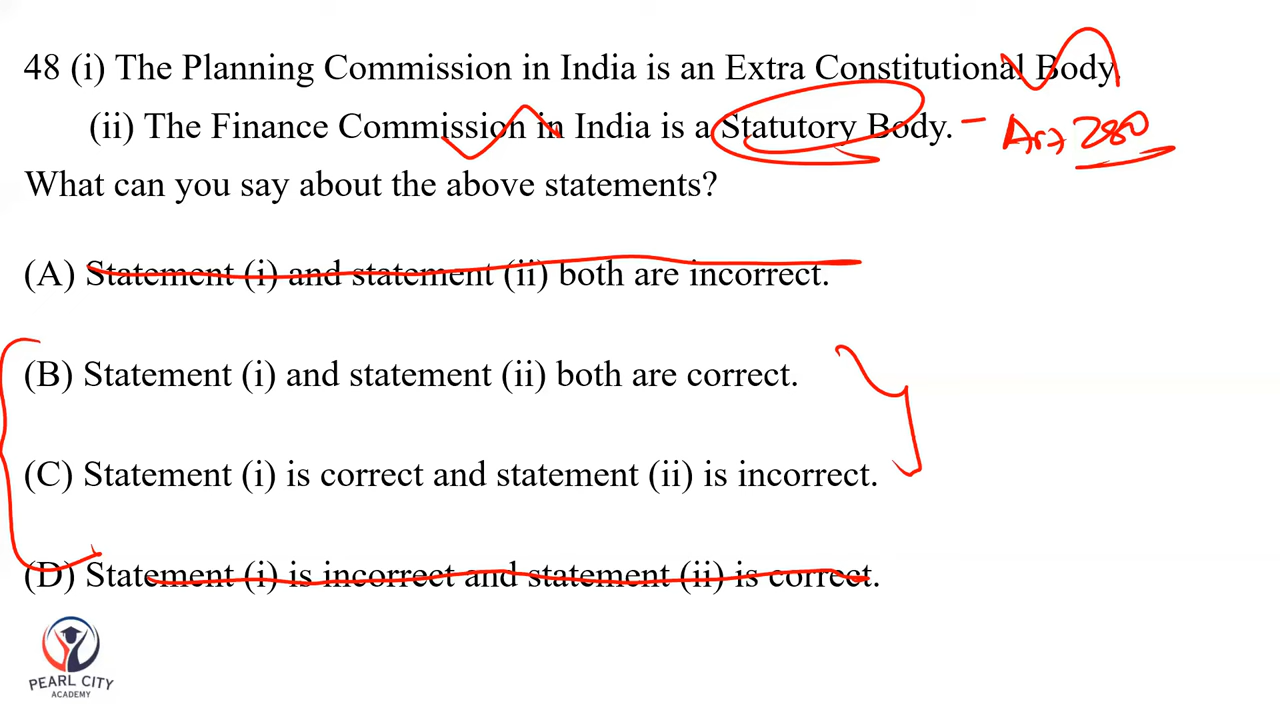 48 (i) The Planning Commission in India is an Extra Constitutional Body.
(ii) The Finance Commission in India is a Statutory Body. - Art 280
What can you say about the above statements?
(A) Statement (i) and statement (ii) both are incorrect.
(B) Statement (i) and statement (ii) both are correct.
(C) Statement (i) is correct and statement (ii) is incorrect.
(D) Statement (i) is incorrect and statement (ii) is correct.
PEARL CITY
ACADEMY